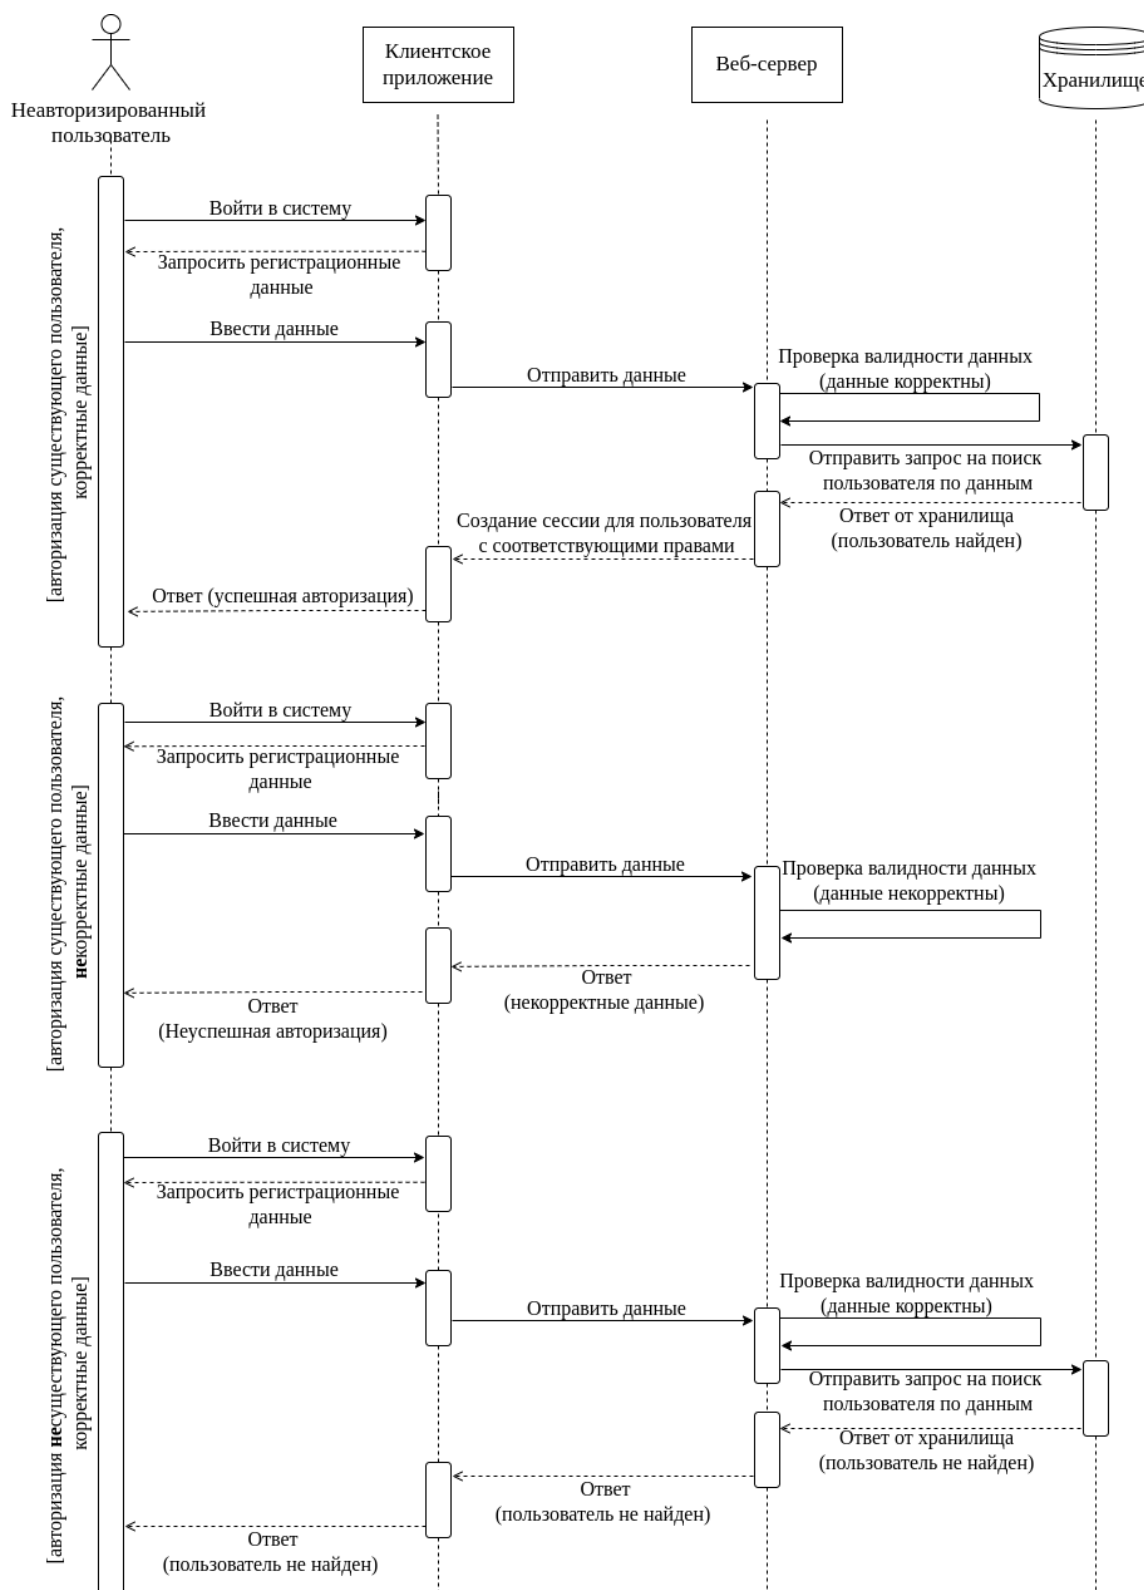 Неавторизированный
пользователь
Клиентское
приложение
Веб-сервер
Хранилище
[авторизация существующего пользователя,
корректные данные]
Войти в систему
Запросить регистрационные
данные
Ввести данные
Отправить данные
Проверка валидности данных
(данные корректны)
Отправить запрос на поиск
пользователя по данным
Ответ от хранилища
(пользователь найден)
Создание сессии для пользователя
с соответствующими правами
Ответ (успешная авторизация)
[авторизация существующего пользователя,
некорректные данные]
Войти в систему
Запросить регистрационные
данные
Ввести данные
Отправить данные
Проверка валидности данных
(данные некорректны)
Ответ
(некорректные данные)
Ответ
(Неуспешная авторизация)
[авторизация несуществующего пользователя,
корректные данные]
Войти в систему
Запросить регистрационные
данные
Ввести данные
Отправить данные
Проверка валидности данных
(данные корректны)
Отправить запрос на поиск
пользователя по данным
Ответ от хранилища
(пользователь не найден)
Ответ
(пользователь не найден)
Ответ
(пользователь не найден)